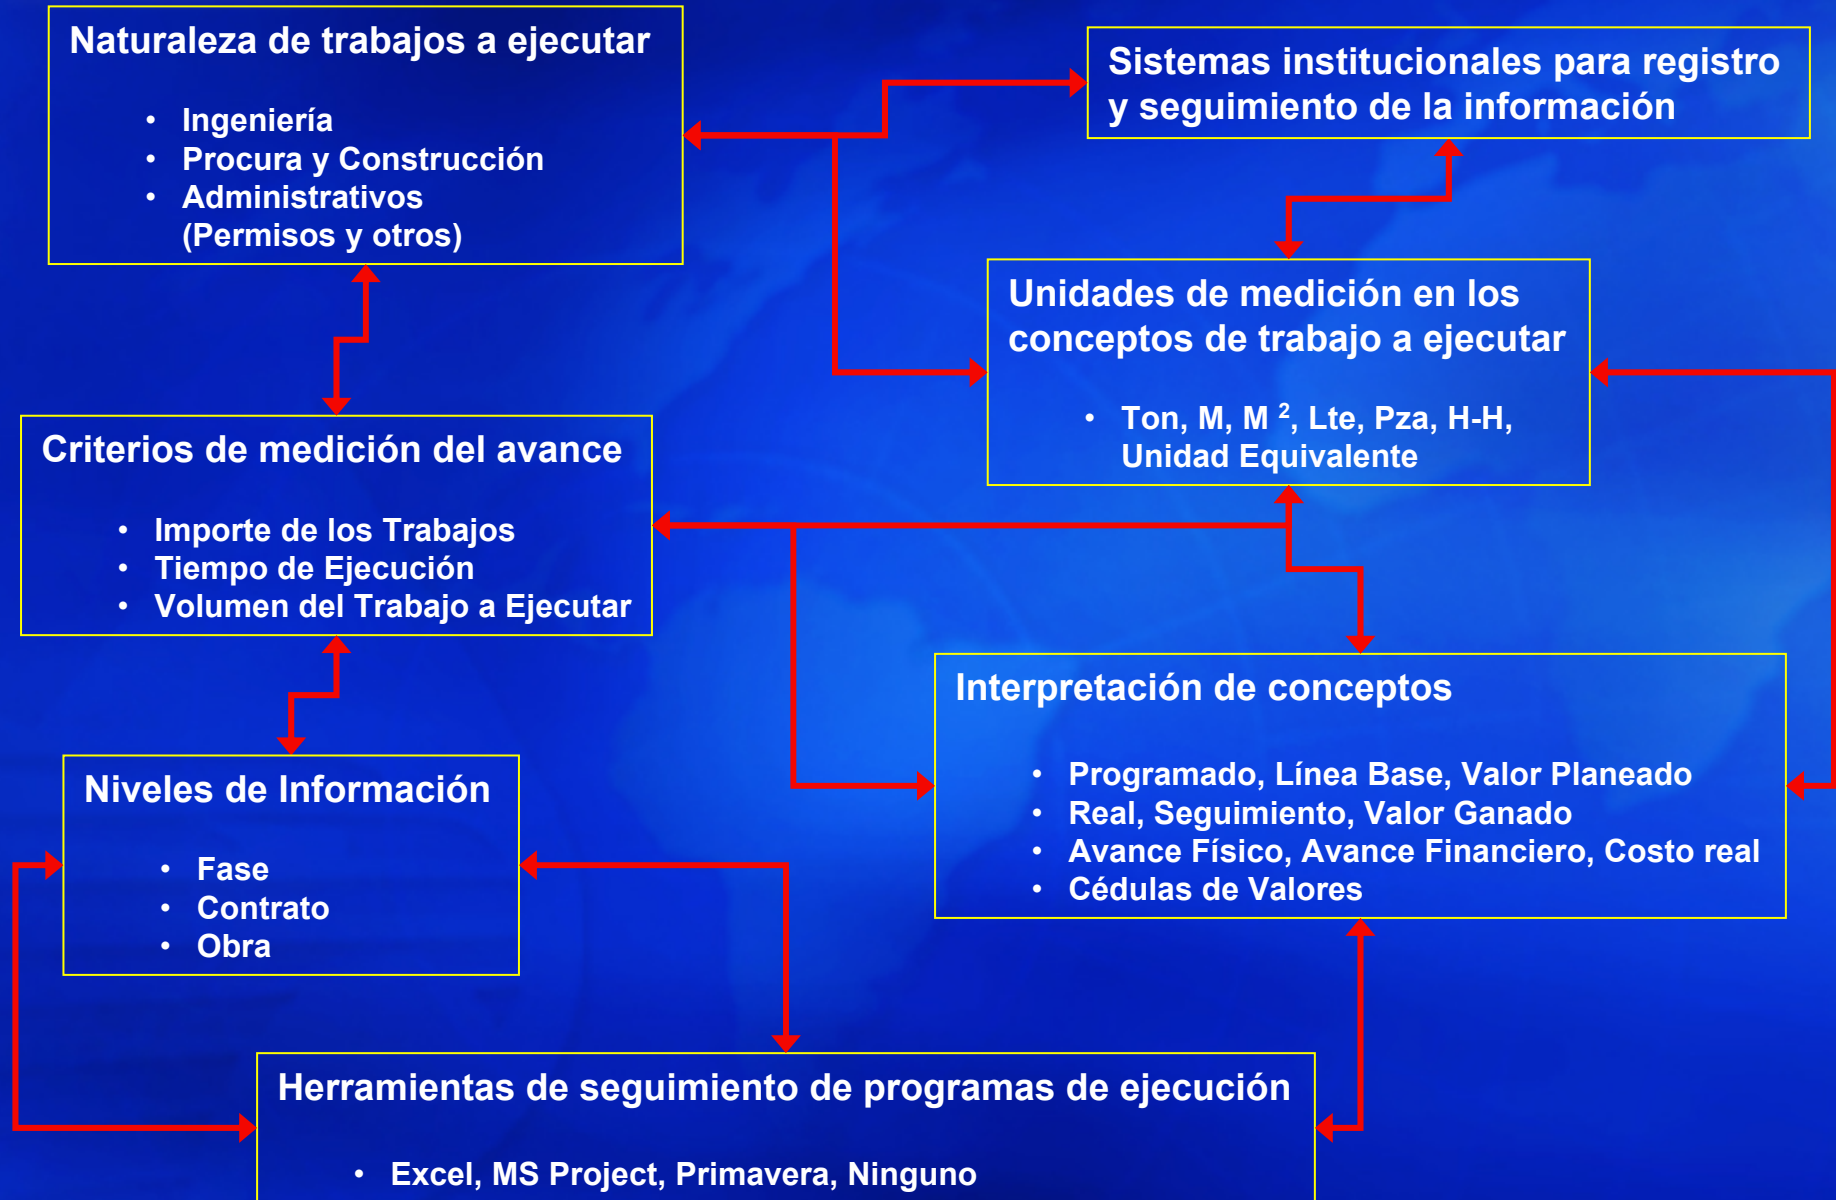 Naturaleza de trabajos a ejecutar
• Ingeniería
• Procura y Construcción
• Administrativos
(Permisos y otros)
Sistemas institucionales para registro
y seguimiento de la información
Unidades de medición en los
conceptos de trabajo a ejecutar
• Ton, M, M ², Lte, Pza, H-H,
Unidad Equivalente
Criterios de medición del avance
• Importe de los Trabajos
• Tiempo de Ejecución
• Volumen del Trabajo a Ejecutar
Interpretación de conceptos
• Programado, Línea Base, Valor Planeado
• Real, Seguimiento, Valor Ganado
• Avance Físico, Avance Financiero, Costo real
• Cédulas de Valores
Niveles de Información
• Fase
• Contrato
• Obra
Herramientas de seguimiento de programas de ejecución
• Excel, MS Project, Primavera, Ninguno